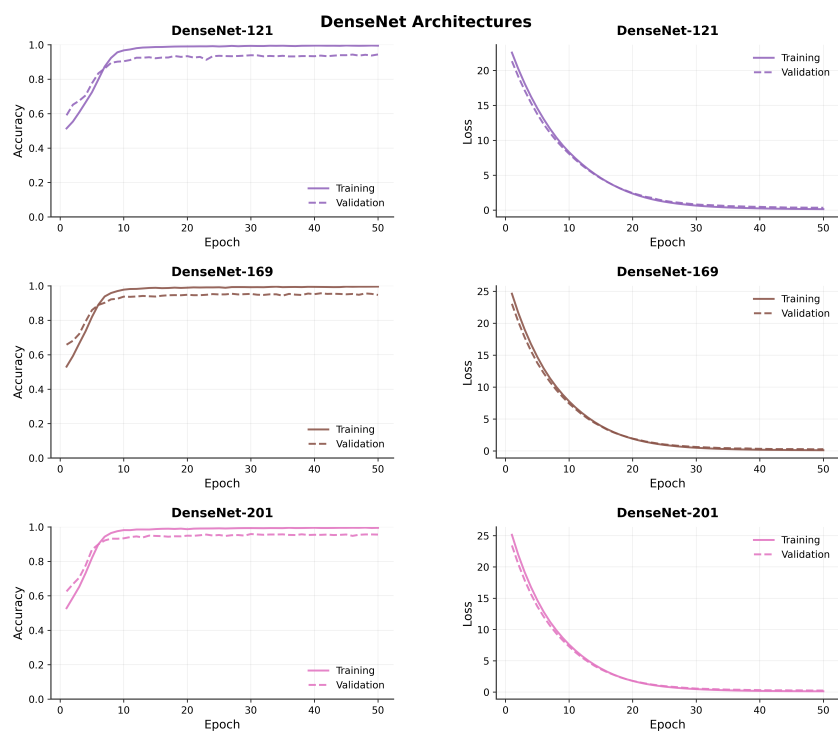 DenseNet Architectures
DenseNet-121
1.0
0.8
0.6
0.4
0.2
0.0
Accuracy
Training
Validation
0 10 20 30 40 50
Epoch
DenseNet-121
20
15
10
5
0
Loss
Training
Validation
0 10 20 30 40 50
Epoch
DenseNet-169
1.0
0.8
0.6
0.4
0.2
0.0
Accuracy
Training
Validation
0 10 20 30 40 50
Epoch
DenseNet-169
25
20
15
10
5
0
Loss
Training
Validation
0 10 20 30 40 50
Epoch
DenseNet-201
1.0
0.8
0.6
0.4
0.2
0.0
Accuracy
Training
Validation
0 10 20 30 40 50
Epoch
DenseNet-201
25
20
15
10
5
0
Loss
Training
Validation
0 10 20 30 40 50
Epoch